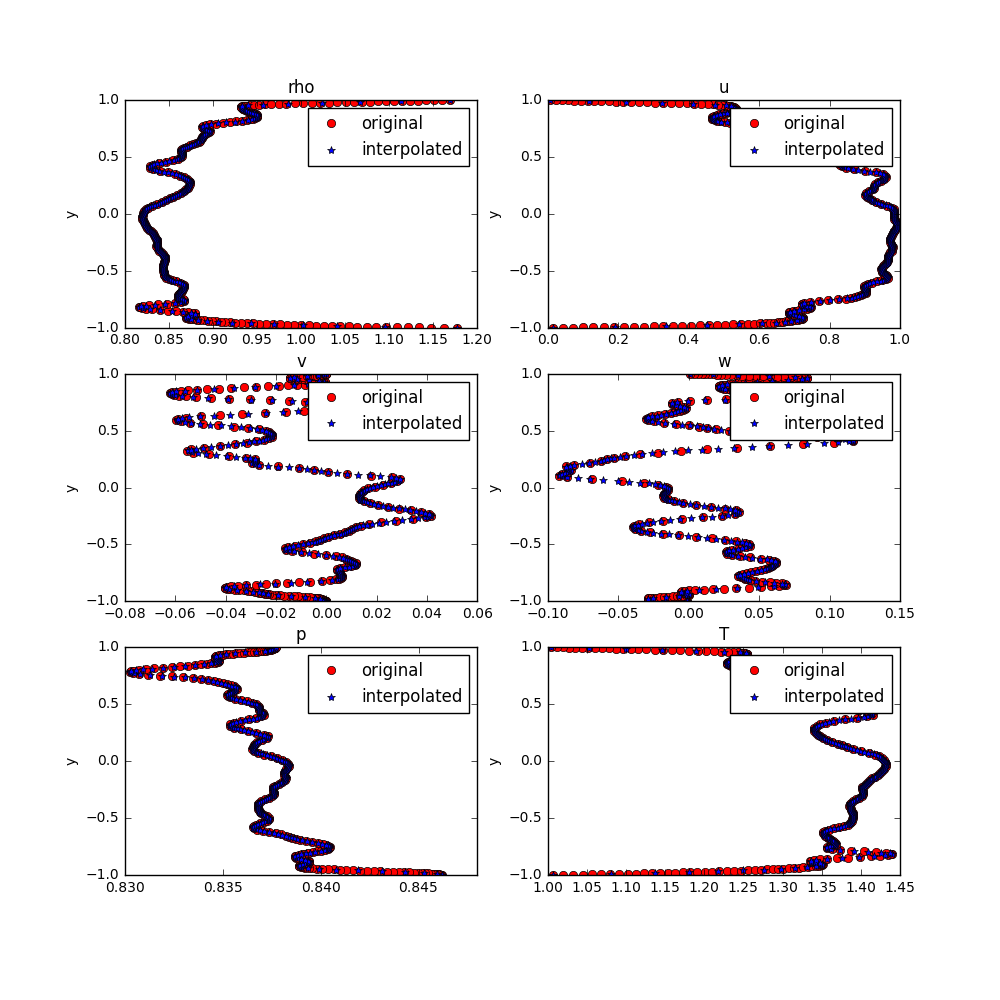 rho
u
1.0
0.5
0.0
−0.5
−1.0
y
original
interpolated
0.80 0.85 0.90 0.95 1.00 1.05 1.10 1.15 1.20
1.0
0.5
0.0
−0.5
−1.0
y
original
interpolated
0.0 0.2 0.4 0.6 0.8 1.0
v
w
1.0
0.5
0.0
−0.5
−1.0
y
original
interpolated
−0.08 −0.06 −0.04 −0.02 0.00 0.02 0.04 0.06
1.0
0.5
0.0
−0.5
−1.0
y
original
interpolated
−0.10 −0.05 0.00 0.05 0.10 0.15
p
T
1.0
0.5
0.0
−0.5
−1.0
y
original
interpolated
0.830 0.835 0.840 0.845
1.0
0.5
0.0
−0.5
−1.0
y
original
interpolated
1.00 1.05 1.10 1.15 1.20 1.25 1.30 1.35 1.40 1.45